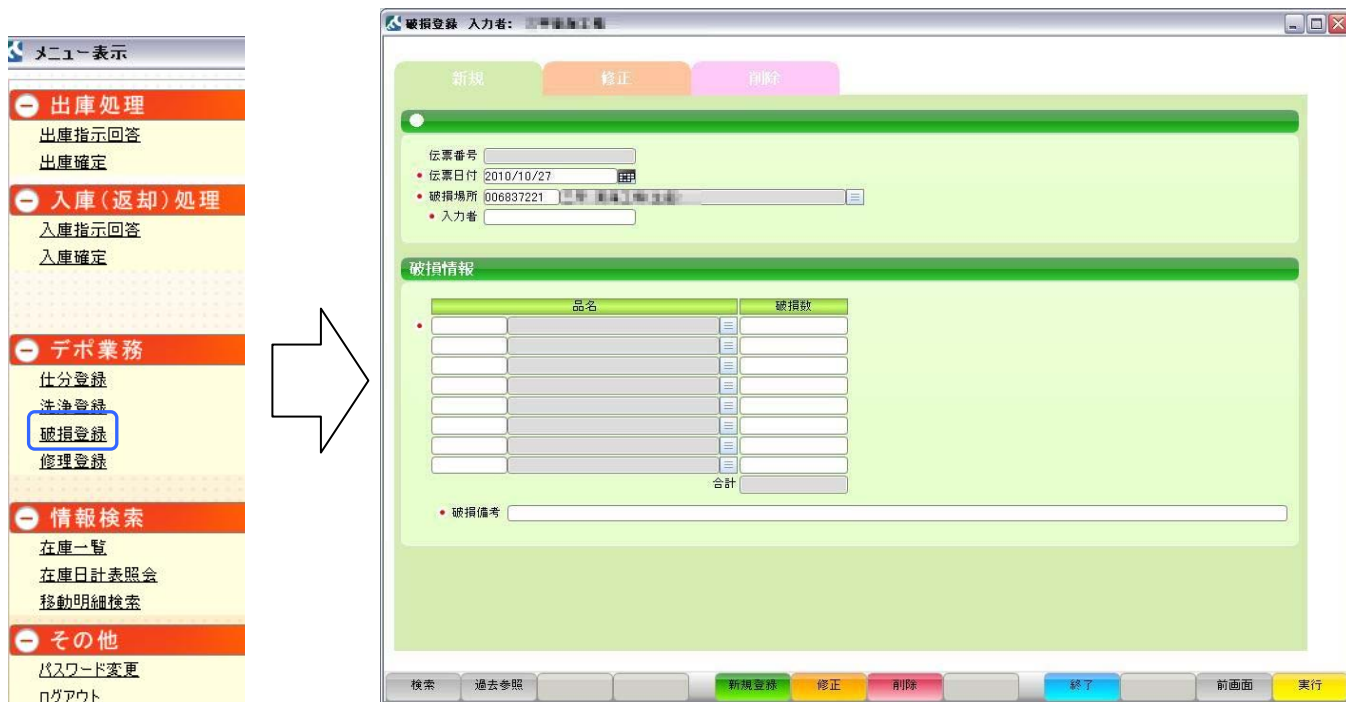 メニュー表示
出庫処理
出庫指示回答
出庫確定
入庫(返却)処理
入庫指示回答
入庫確定
デポ業務
仕分登録
洗浄登録
破損登録
修理登録
情報検索
在庫一覧
在庫日計表照会
移動明細検索
その他
パスワード変更
ログアウト
破損登録 入力者:
新規 修正 削除
伝票番号
伝票日付 2010/10/27
破損場所 006837221
入力者
破損情報
品名 破損数
合計
破損備考
検索 過去参照 新規登録 修正 削除 終了 前画面 実行